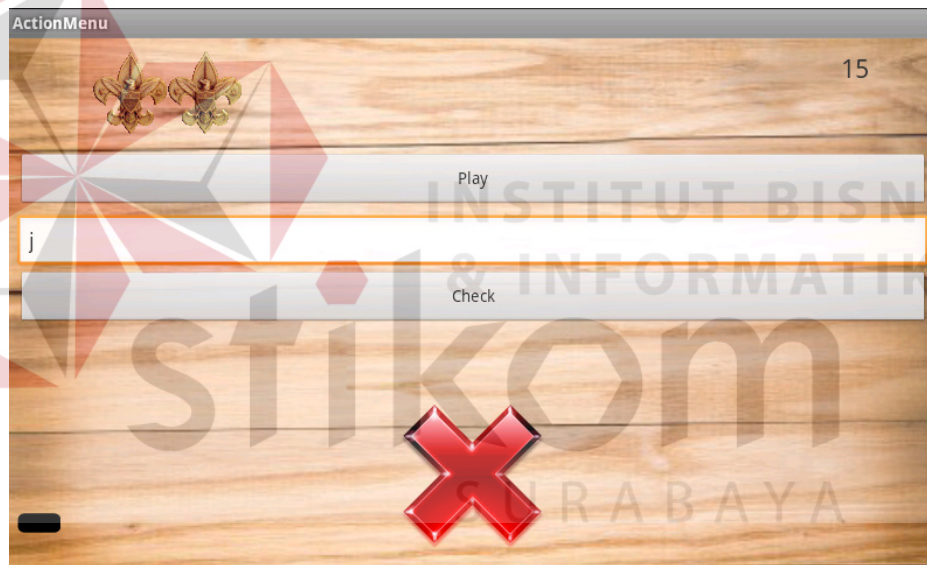 ActionMenu
15
Play
INSTITUT BISN
j
& INFORMATIK
Check
stikom
SURABAYA